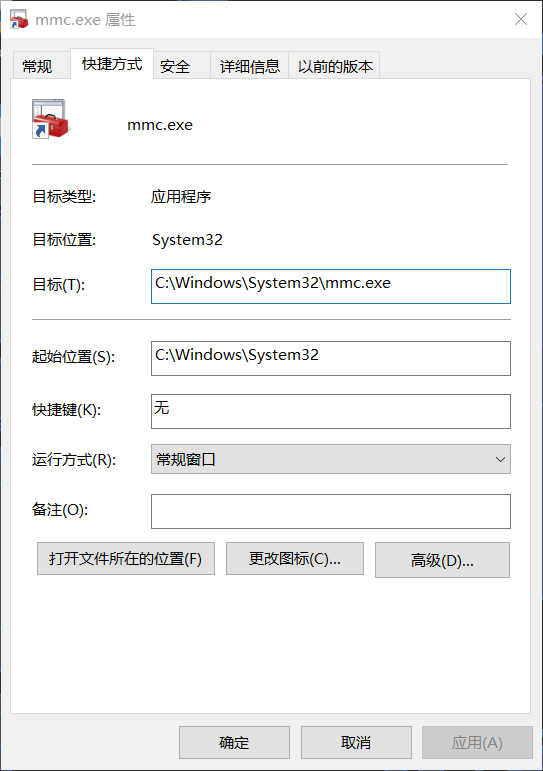 mmc.exe 属性
常规 快捷方式 安全 详细信息 以前的版本
mmc.exe
目标类型: 应用程序
目标位置: System32
目标(T): C:\Windows\System32\mmc.exe
起始位置(S): C:\Windows\System32
快捷键(K): 无
运行方式(R): 常规窗口
备注(O):
打开文件所在的位置(F) 更改图标(C)... 高级(D)...
确定 取消 应用(A)